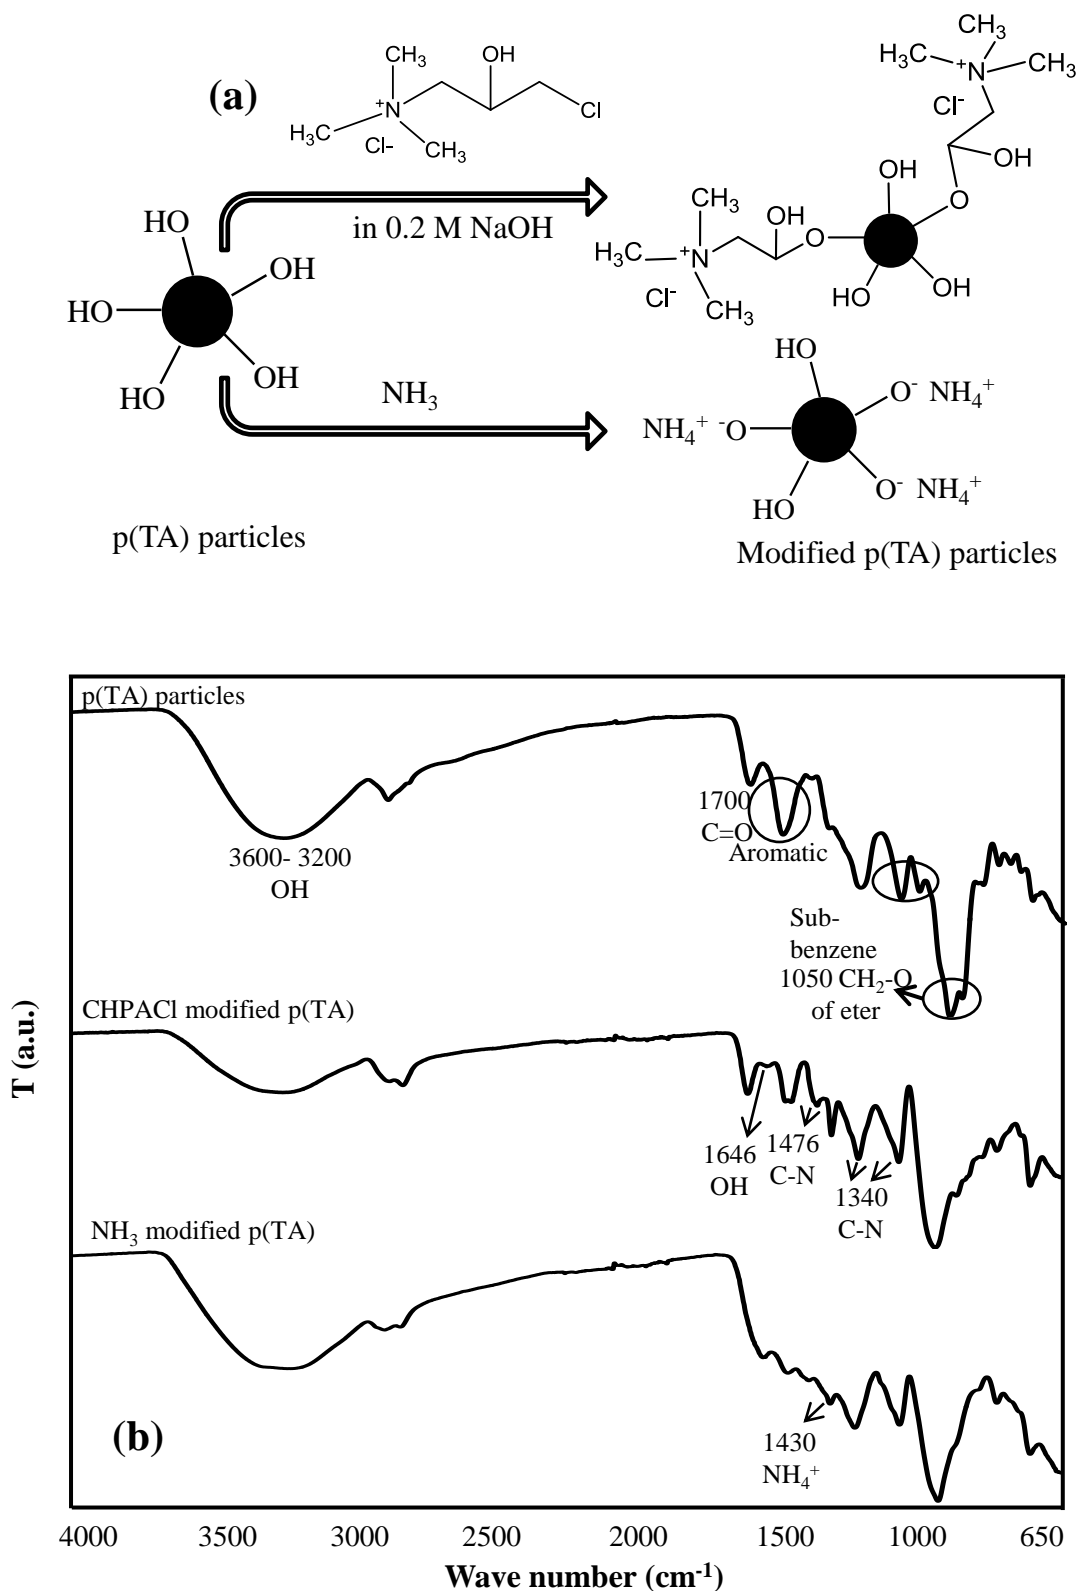 (a)
CH₃
OH
H₃C
+
N
Cl
Cl-
CH₃
in 0.2 M NaOH
HO
OH
HO
HO
OH
NH₃
p(TA) particles
CH₃
H₃C
+
N
CH₃
Cl-
OH
OH
O
CH₃
OH
H₃C
+
N
O
Cl-
CH₃
HO
OH
HO
O- NH₄+
NH₄+ -O
O- NH₄+
HO
Modified p(TA) particles
p(TA) particles
3600- 3200
OH
1700
C=O
Aromatic
Sub-
benzene
1050 CH₂-O
of eter
CHPACl modified p(TA)
1646
OH
1476
C-N
1340
C-N
NH₃ modified p(TA)
1430
NH₄+
(b)
T (a.u.)
4000 3500 3000 2500 2000 1500 1000 650
Wave number (cm-1)